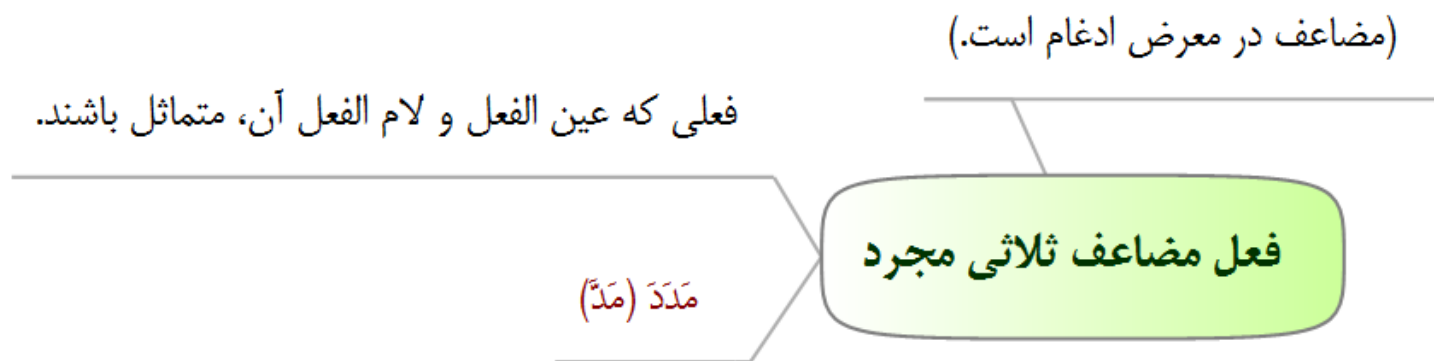 (مضاعف در معرض ادغام است.)
فعلی که عین الفعل و لام الفعل آن، متماثل باشند.
فعل مضاعف ثلاثی مجرد
مَدَدَ (مَدَّ)